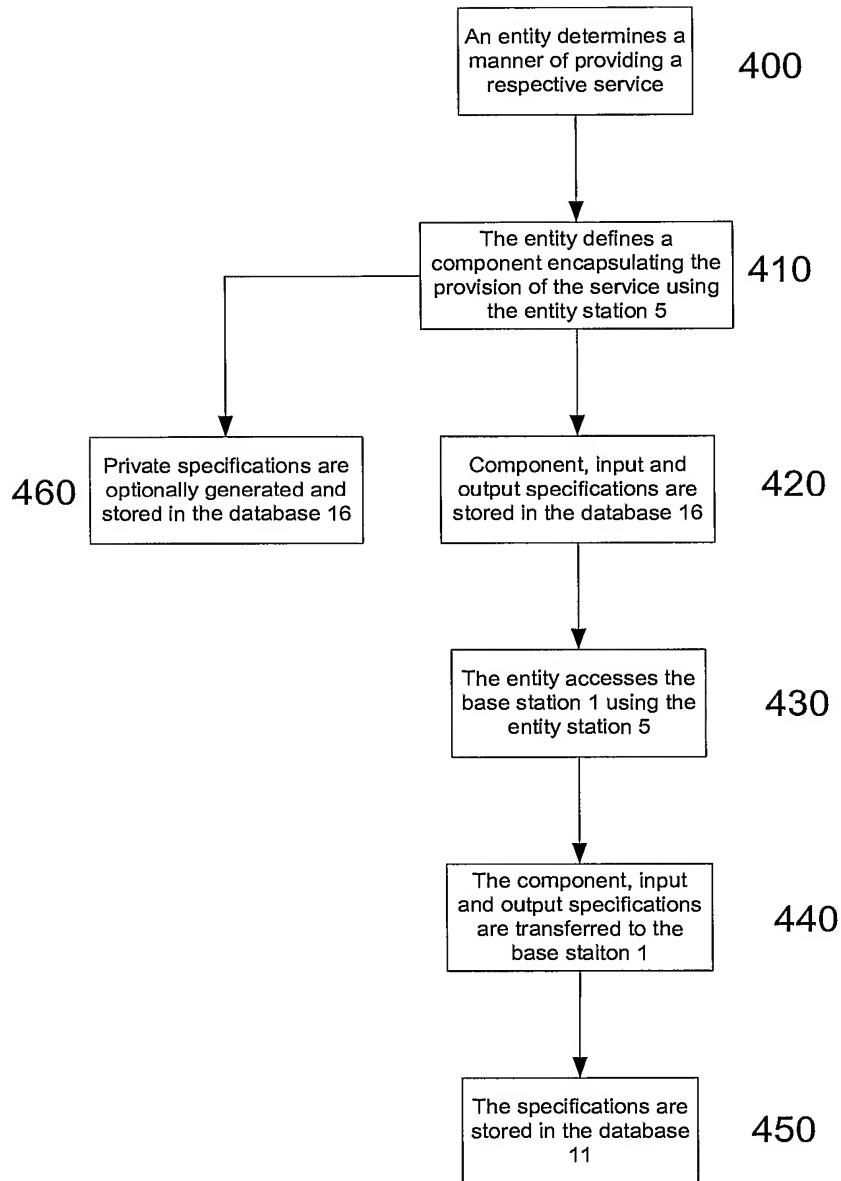 An entity determines a
manner of providing a
respective service
400
The entity defines a
component encapsulating the
provision of the service using
the entity station 5
410
460
Private specifications are
optionally generated and
stored in the database 16
Component, input and
output specifications are
stored in the database 16
420
The entity accesses the
base station 1 using the
entity station 5
430
The component, input
and output specifications
are transferred to the
base staiton 1
440
The specifications are
stored in the database
11
450